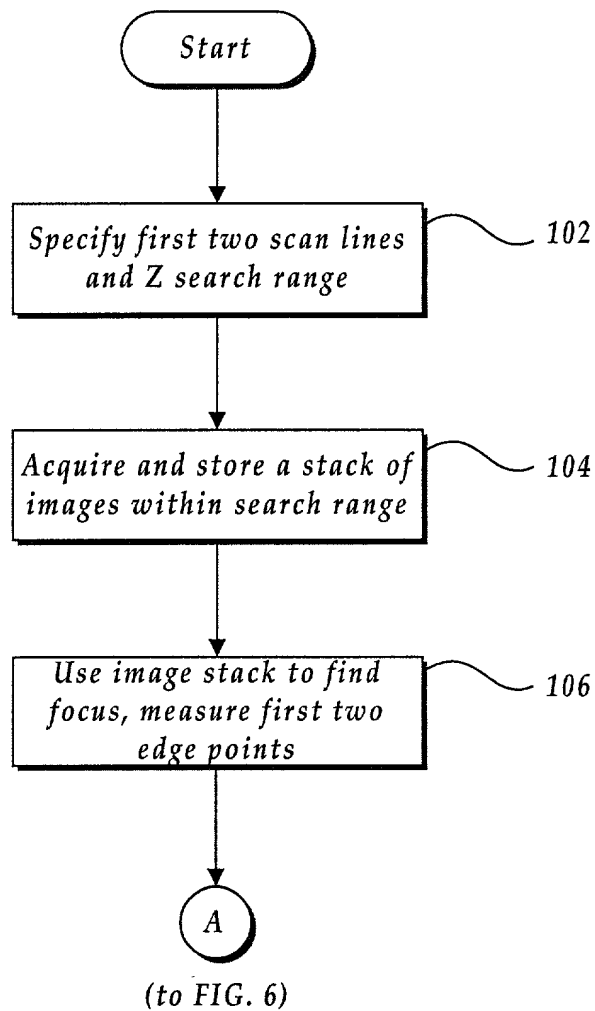 Start
Specify first two scan lines
and Z search range
102
Acquire and store a stack of
images within search range
104
Use image stack to find
focus, measure first two
edge points
106
A
(to FIG. 6)